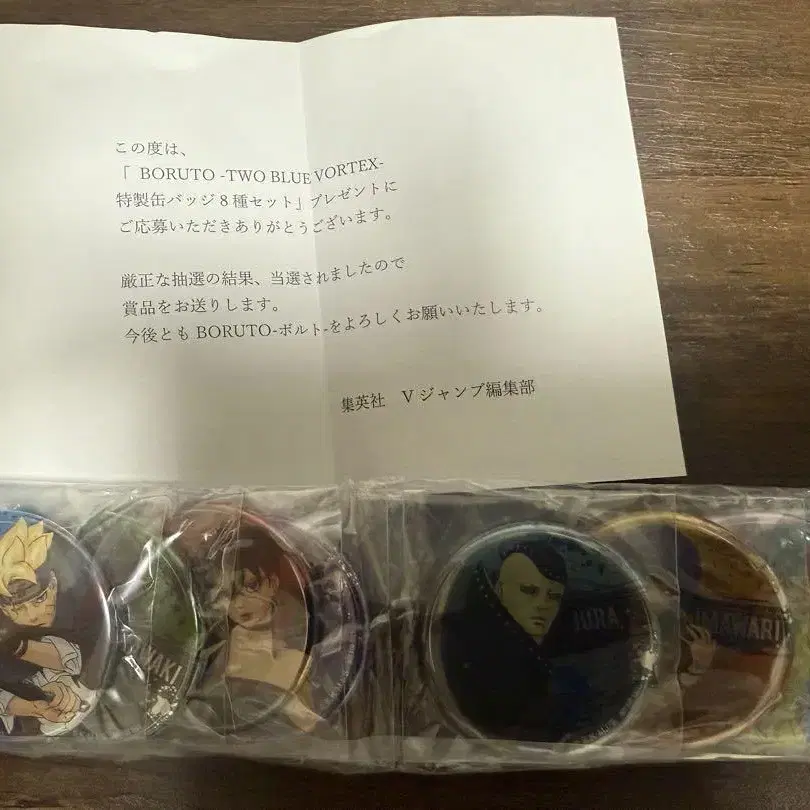 この度は、
「 BORUTO -TWO BLUE VORTEX-
特製缶バッジ8種セット」プレゼントに
ご応募いただきありがとうございます。
厳正な抽選の結果、当選されましたので
賞品をお送りします。
今後とも BORUTO-ボルト-をよろしくお願いいたします。
集英社 Vジャンプ編集部
WAKI
JURA
IMAWARI